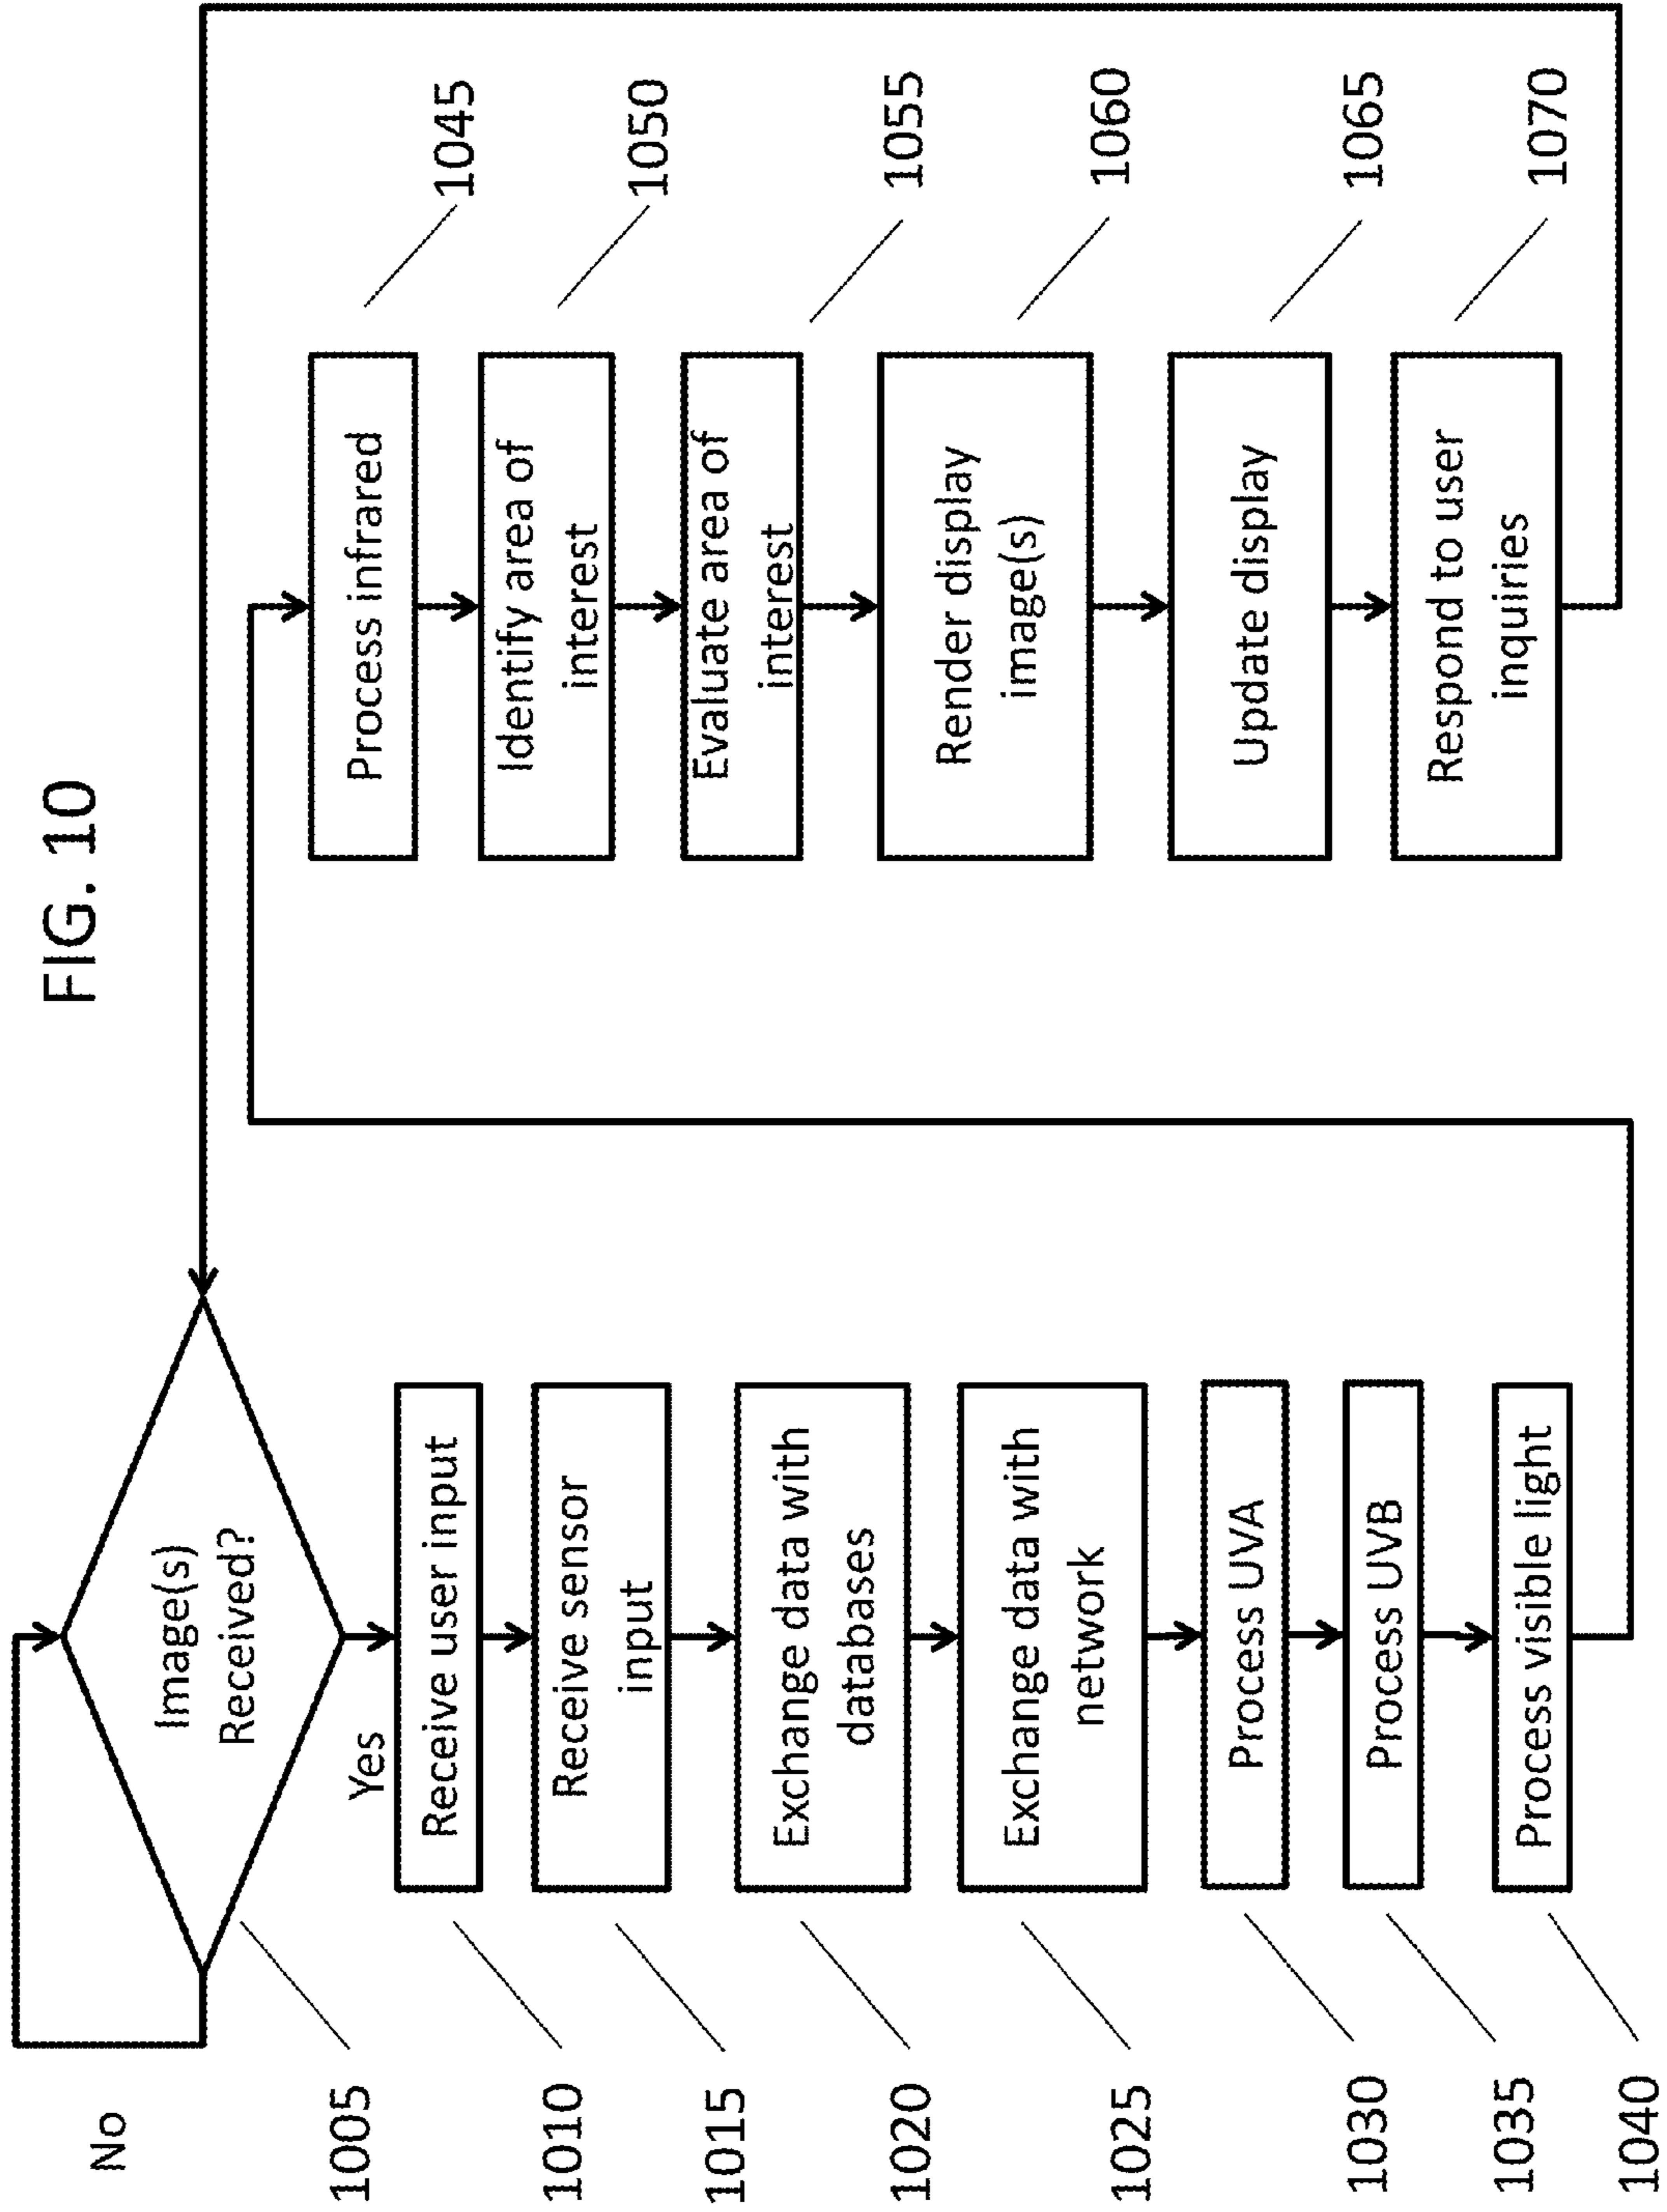 FIG. 10
No
Image(s)
Received?
1005
Yes
Receive user input
1010
Receive sensor
input
1015
Exchange data with
databases
1020
Exchange data with
network
1025
Process UVA
1030
Process UVB
1035
Process visible light
1040
Process infrared
1045
Identify area of
interest
1050
Evaluate area of
interest
1055
Render display
image(s)
1060
Update display
1065
Respond to user
inquiries
1070